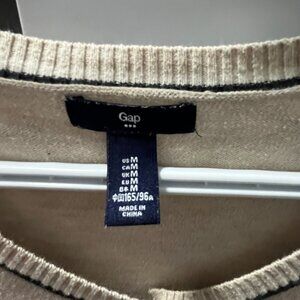 Gap
US M
CA M
UK M
EU M
BR M
中国165/96A
MADE IN
CHINA